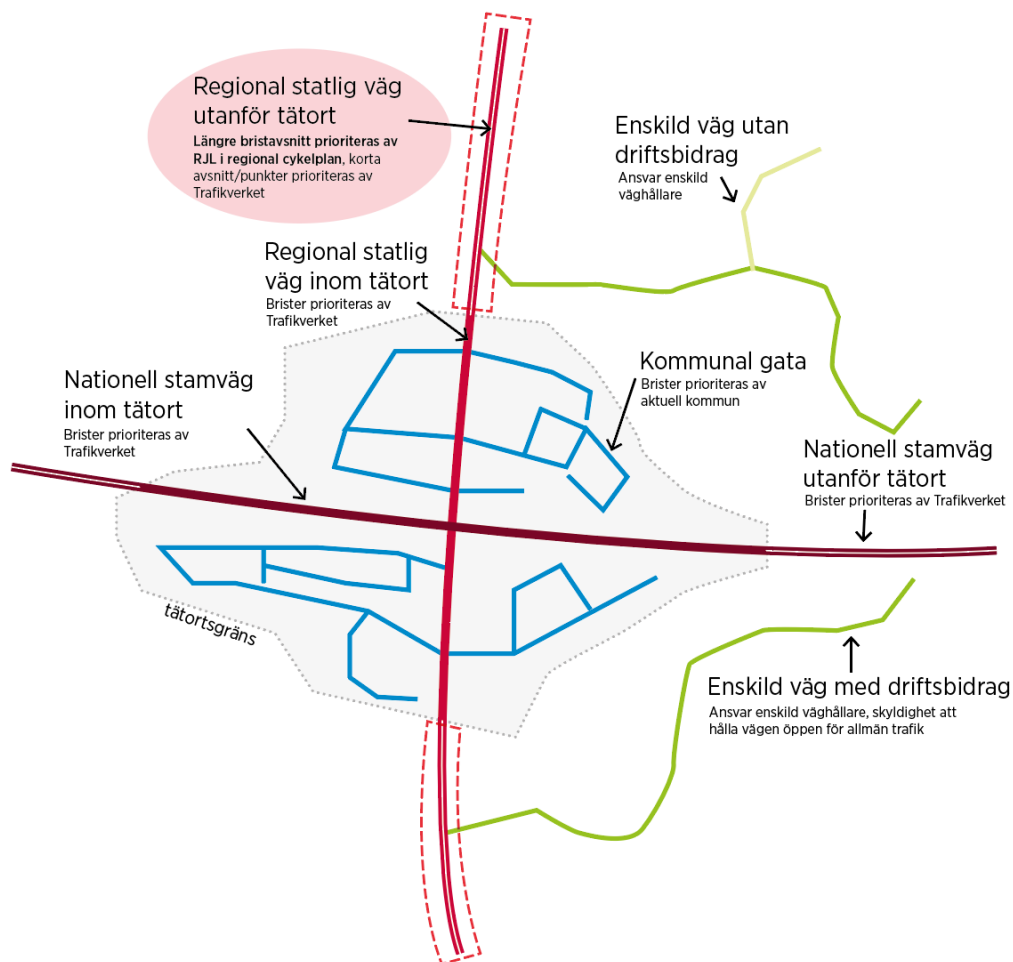 Regional statlig väg
utanför tätort
Längre bristavsnitt prioriteras av
RJL i regional cykelplan, korta
avsnitt/punkter prioriteras av
Trafikverket
Enskild väg utan
driftsbidrag
Ansvar enskild
väghållare
Regional statlig
väg inom tätort
Brister prioriteras av
Trafikverket
Kommunal gata
Brister prioriteras av
aktuell kommun
Nationell stamväg
inom tätort
Brister prioriteras av
Trafikverket
Nationell stamväg
utanför tätort
Brister prioriteras av Trafikverket
tätortsgräns
Enskild väg med driftsbidrag
Ansvar enskild väghållare, skyldighet att
hålla vägen öppen för allmän trafik